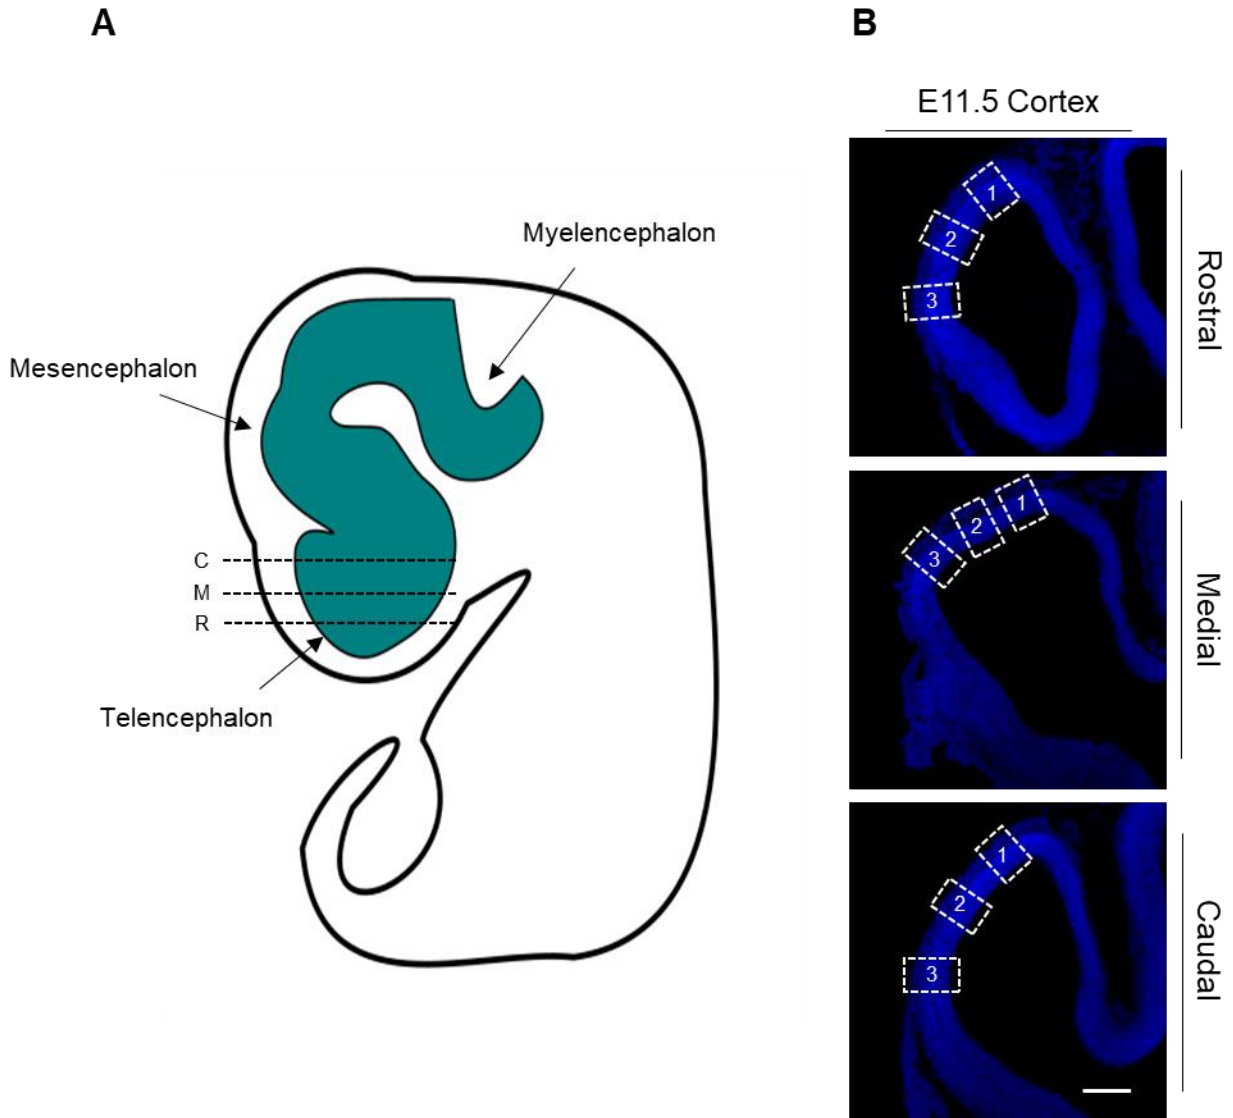 A
B
E11.5 Cortex
Myelencephalon
Mesencephalon
C
M
R
Telencephalon
1
2
3
Rostral
1
2
3
Medial
1
2
3
Caudal